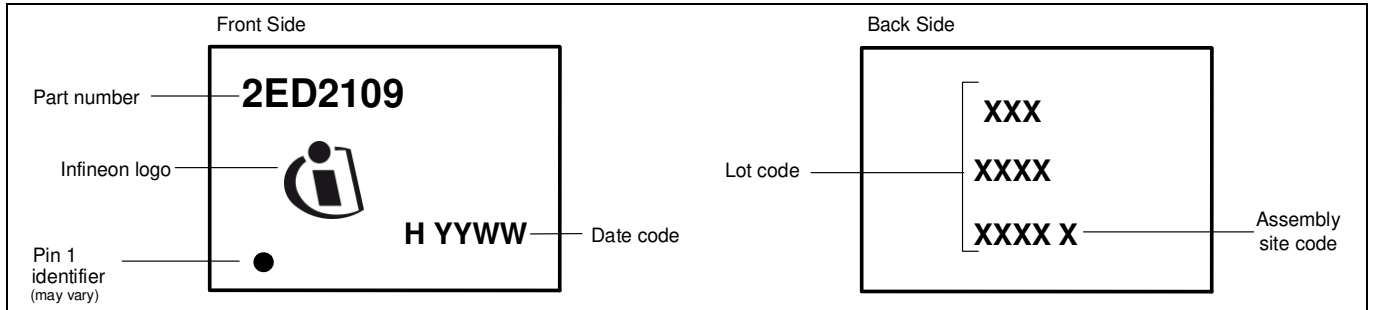 Front Side
Back Side
Part number
2ED2109
Infineon logo
H YYWW
Date code
Pin 1
identifier
(may vary)
XXX
Lot code
XXXX
XXXX X
Assembly
site code